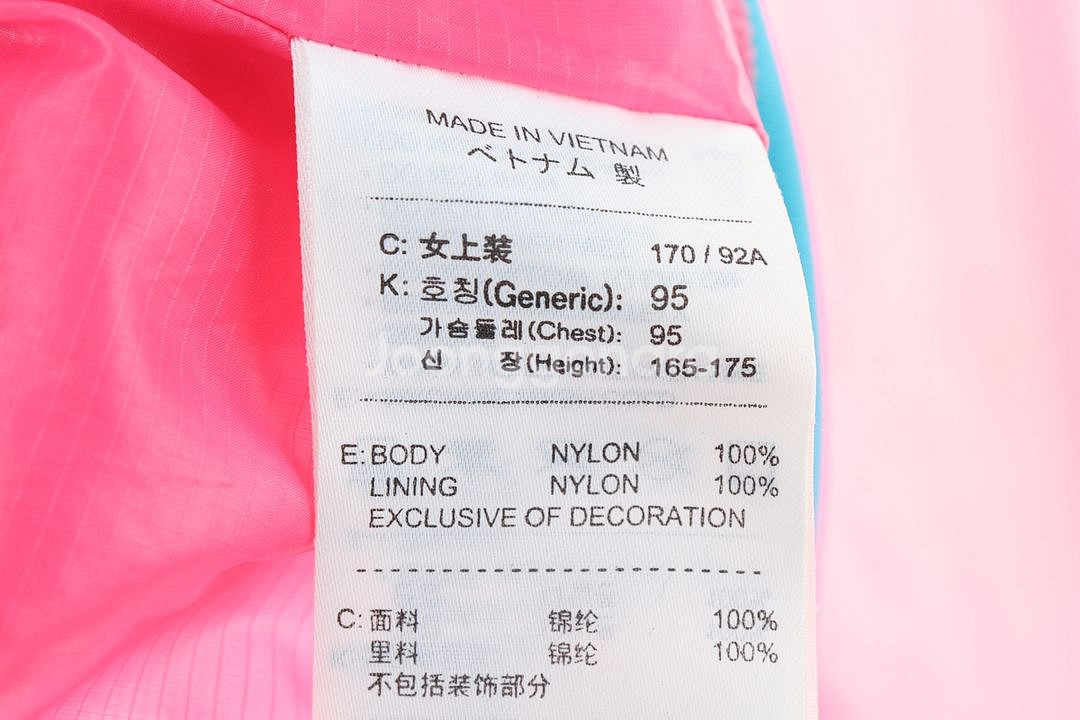 MADE IN VIETNAM
ベトナム 製
C: 女上装 170 / 92A
K: 호칭(Generic): 95
가슴둘레(Chest): 95
신 장(Height): 165-175
E: BODY NYLON 100%
LINING NYLON 100%
EXCLUSIVE OF DECORATION
C: 面料 锦纶 100%
里料 锦纶 100%
不包括装饰部分